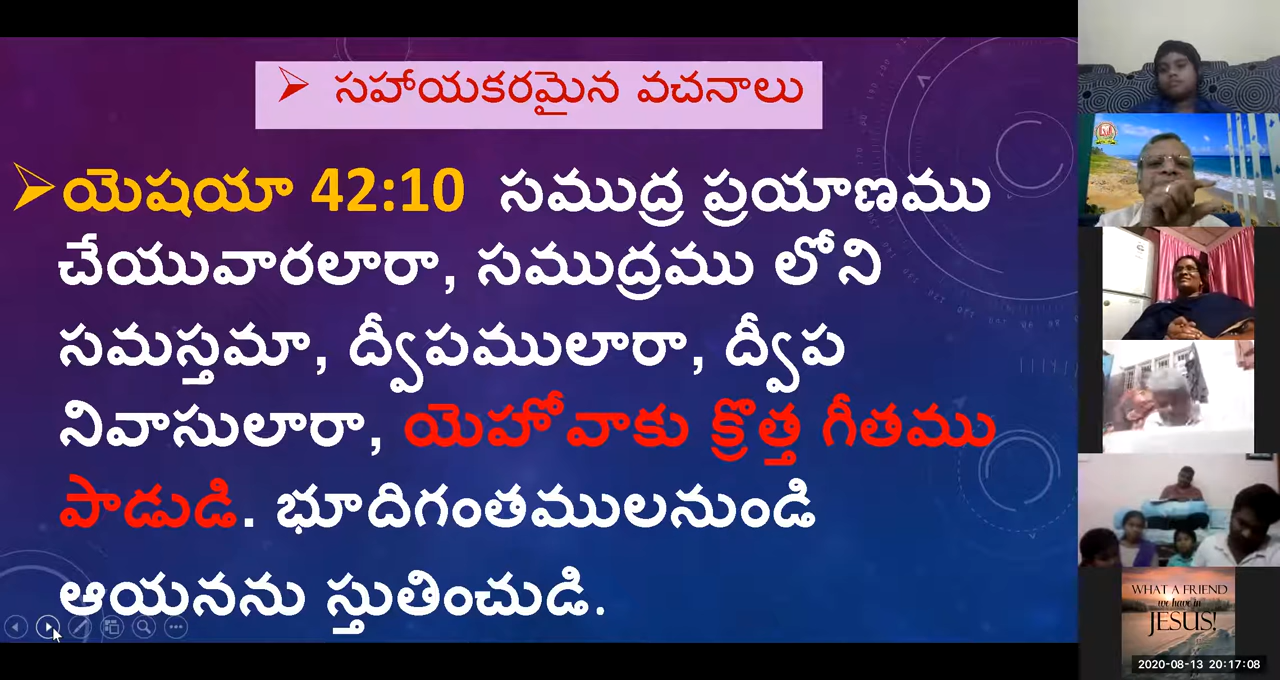 ➢ సహాయకరమైన వచనాలు
➢యెషయా 42:10 సముద్ర ప్రయాణము
చేయువారలారా, సముద్రము లోని
సమస్తమా, ద్వీపములారా, ద్వీప
నివాసులారా, యెహోవాకు క్రొత్త గీతము
పాడుడి. భూదిగంతములనుండి
ఆయనను స్తుతించుడి.
WHAT A FRIEND
we have in
JESUS!
2020-08-13 20:17:08